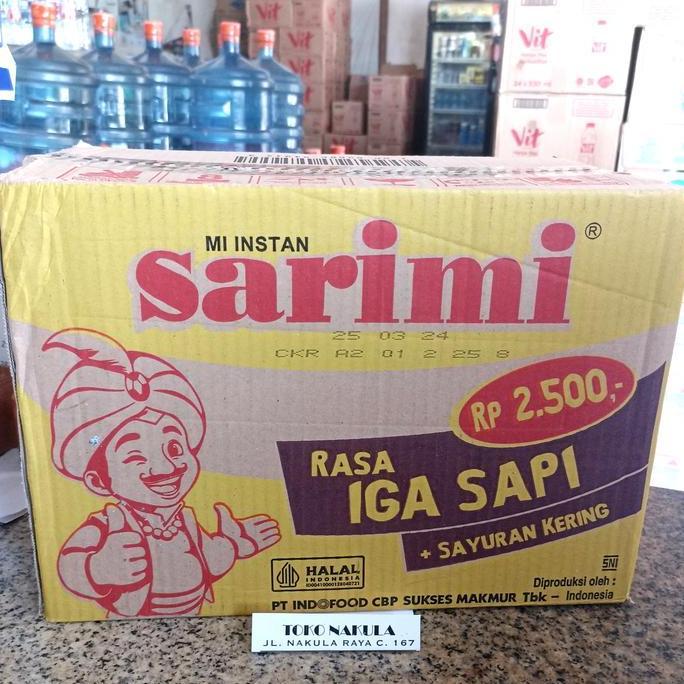 Vit
Vit
Vit
Vit
MI INSTAN
sarimi®
25 03 24
CKR A2 01 2 25 8
RP 2.500,-
RASA
IGA SAPI
+ SAYURAN KERING
HALAL
INDONESIA
SNI
Diproduksi oleh :
PT INDOFOOD CBP SUKSES MAKMUR Tbk – Indonesia
TOKO NAKULA
JL. NAKULA RAYA C. 167